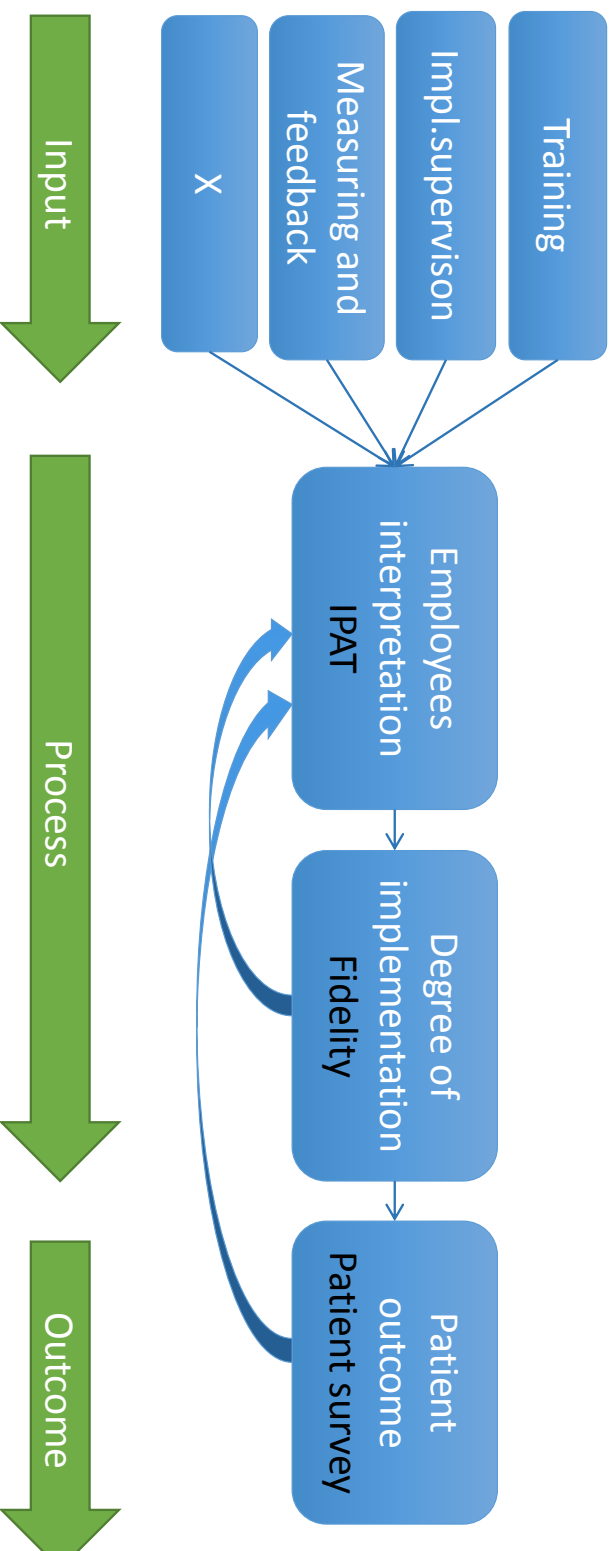 Training
Impl.supervison
Measuring and
feedback
X
Employees
interpretation
IPAT
Degree of
implementation
Fidelity
Patient
outcome
Patient survey
Input
Process
Outcome